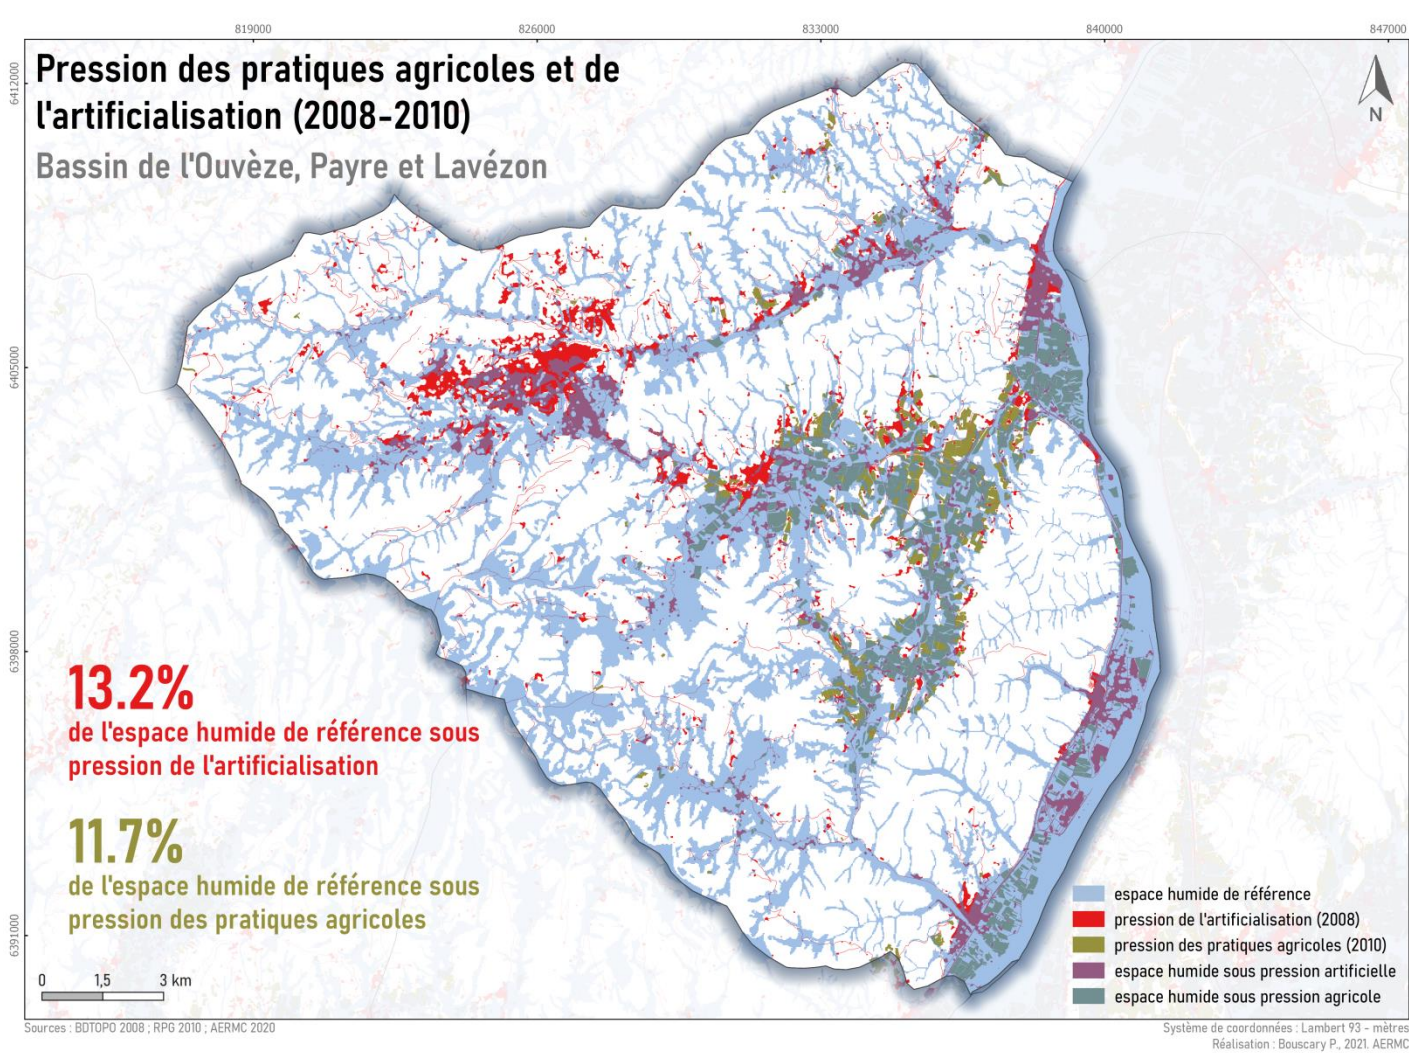 819000
826000
833000
840000
847000
6412000
6405000
6398000
6391000
Pression des pratiques agricoles et de
l'artificialisation (2008-2010)
Bassin de l'Ouvèze, Payre et Lavézon
N
13.2%
de l'espace humide de référence sous
pression de l'artificialisation
11.7%
de l'espace humide de référence sous
pression des pratiques agricoles
0 1,5 3 km
espace humide de référence
pression de l'artificialisation (2008)
pression des pratiques agricoles (2010)
espace humide sous pression artificielle
espace humide sous pression agricole
Sources : BDTOPO 2008 ; RPG 2010 ; AERMC 2020
Système de coordonnées : Lambert 93 - mètres
Réalisation : Bouscary P., 2021. AERMC